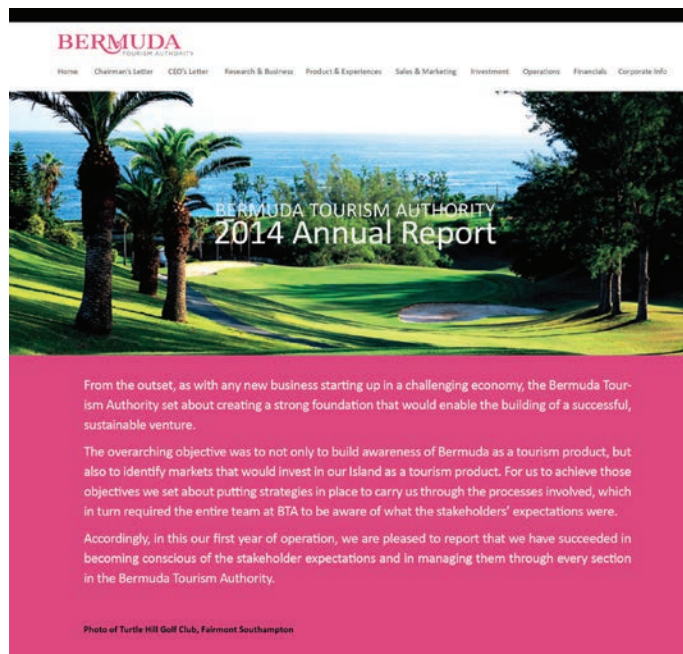 BERMUDA
TOURISM AUTHORITY
Home Chairman's Letter CEO's Letter Research & Business Product & Experiences Sales & Marketing Investment Operations Financials Corporate Info
BERMUDA TOURISM AUTHORITY
2014 Annual Report
From the outset, as with any new business starting up in a challenging economy, the Bermuda Tour-
ism Authority set about creating a strong foundation that would enable the building of a successful,
sustainable venture.
The overarching objective was to not only to build awareness of Bermuda as a tourism product, but
also to identify markets that would invest in our Island as a tourism product. For us to achieve those
objectives we set about putting strategies in place to carry us through the processes involved, which
in turn required the entire team at BTA to be aware of what the stakeholders' expectations were.
Accordingly, in this our first year of operation, we are pleased to report that we have succeeded in
becoming conscious of the stakeholder expectations and in managing them through every section
in the Bermuda Tourism Authority.
Photo of Turtle Hill Golf Club, Fairmont Southampton